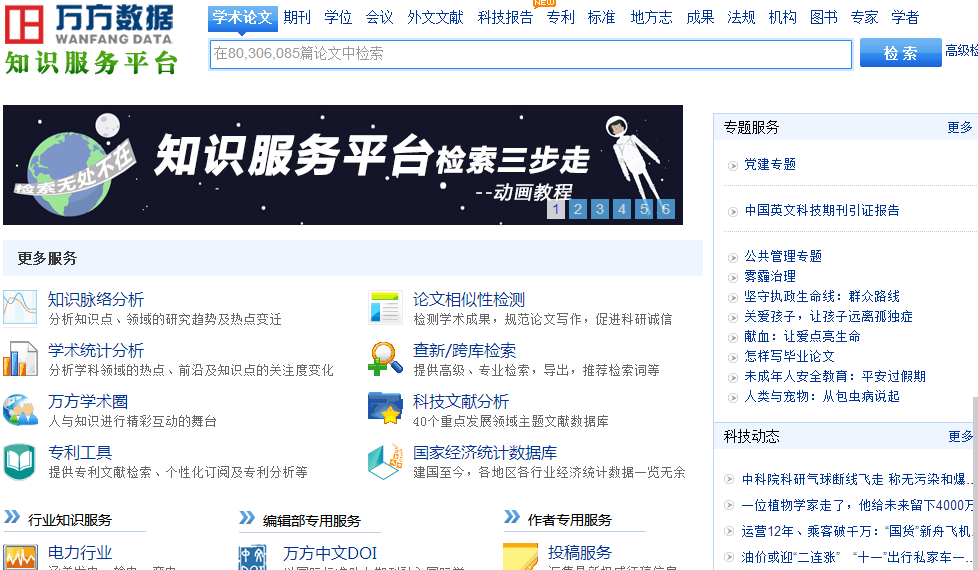 万方数据
WANFANG DATA
知识服务平台
学术论文 期刊 学位 会议 外文文献 科技报告 NEW 专利 标准 地方志 成果 法规 机构 图书 专家 学者
在80,306,085篇论文中检索
检索
高级检
检索无处不在
知识服务平台检索三步走
--动画教程
1 2 3 4 5 6
更多服务
知识脉络分析
分析知识点、领域的研究趋势及热点变迁
论文相似性检测
检测学术成果，规范论文写作，促进科研诚信
学术统计分析
分析学科领域的热点、前沿及知识点的关注度变化
查新/跨库检索
提供高级、专业检索，导出，推荐检索词等
万方学术圈
人与知识进行精彩互动的舞台
科技文献分析
40个重点发展领域主题文献数据库
专利工具
提供专利文献检索、个性化订阅及专利分析等
国家经济统计数据库
建国至今，各地区各行业经济统计数据一览无余
行业知识服务
编辑部专用服务
作者专用服务
电力行业
万方中文DOI
投稿服务
专题服务 更多
党建专题
中国英文科技期刊引证报告
公共管理专题
雾霾治理
坚守执政生命线：群众路线
关爱孩子，让孩子远离孤独症
献血：让爱点亮生命
怎样写毕业论文
未成年人安全教育：平安过假期
人类与宠物：从包虫病说起
科技动态 更多
中科院科研气球断线飞走 称无污染和爆...
一位植物学家走了，他给未来留下4000万
运营12年、乘客破千万：“国货”新舟飞机
油价或迎“二连涨” “十一”出行私家车一...